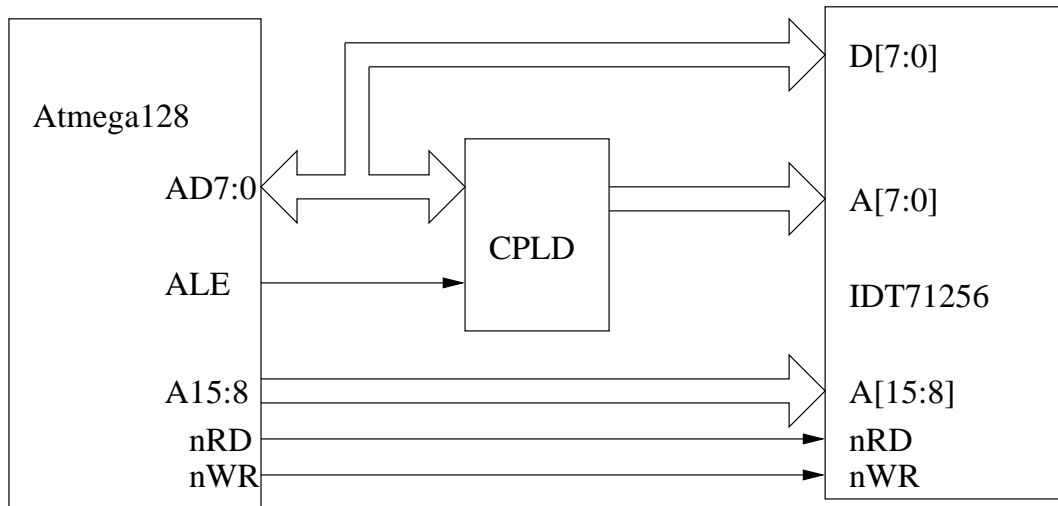 Atmega128
AD7:0
ALE
A15:8
nRD
nWR
CPLD
D[7:0]
A[7:0]
IDT71256
A[15:8]
nRD
nWR